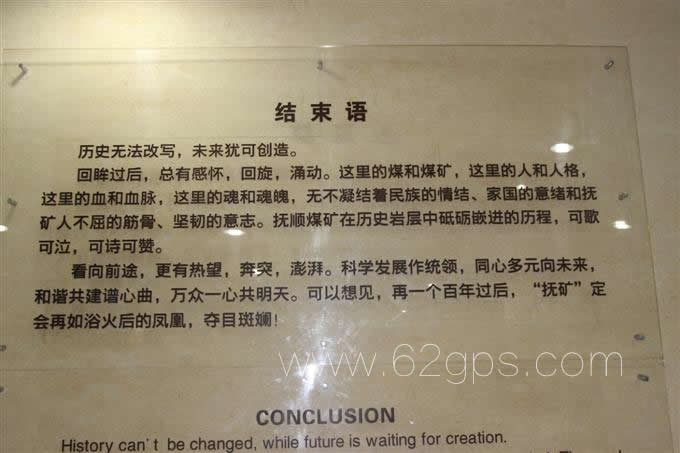 结束语
历史无法改写，未来犹可创造。
回眸过后，总有感怀，回旋，涌动。这里的煤和煤矿，这里的人和人格，
这里的血和血脉，这里的魂和魂魄，无不凝结着民族的情结、家国的意绪和抚
矿人不屈的筋骨、坚韧的意志。抚顺煤矿在历史岩层中砥砺嵌进的历程，可歌
可泣，可诗可赞。
看向前途，更有热望，奔突，澎湃。科学发展作统领，同心多元向未来，
和谐共建谱心曲，万众一心共明天。可以想见，再一个百年过后，“抚矿”定
会再如浴火后的凤凰，夺目斑斓！
www.62gps.com
CONCLUSION
History can't be changed, while future is waiting for creation.